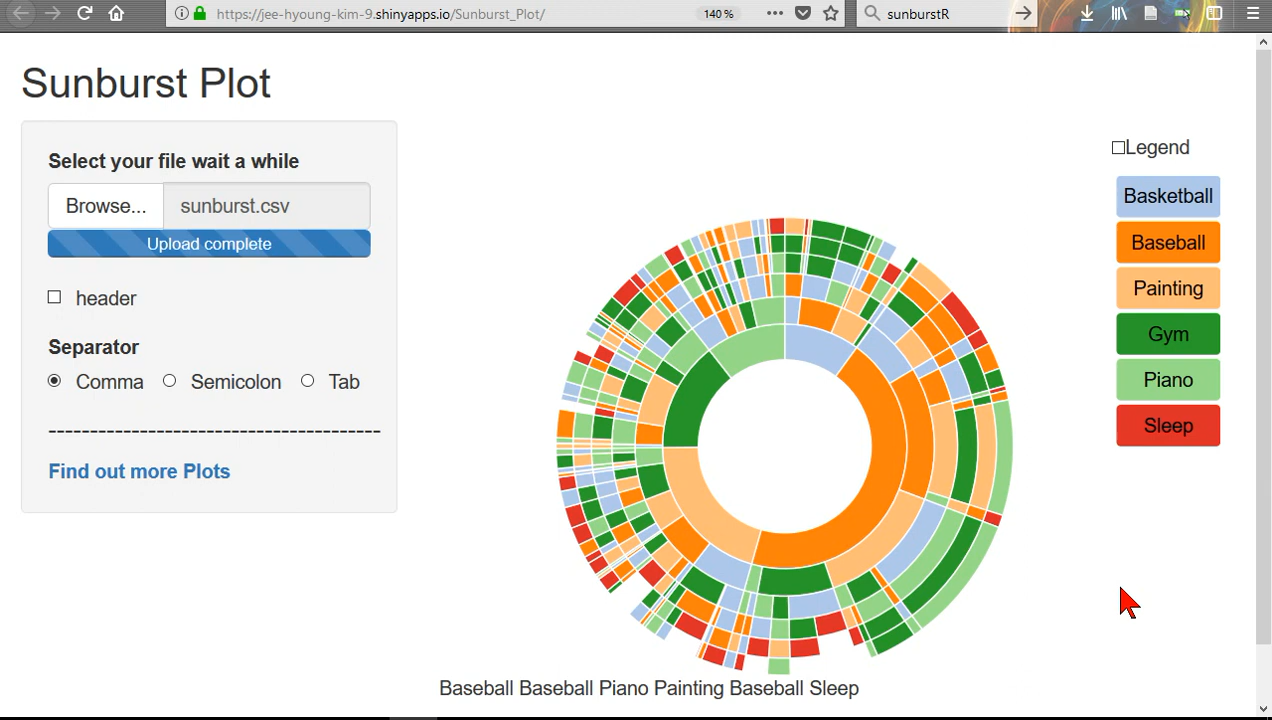 https://jee-hyoung-kim-9.shinyapps.io/Sunburst_Plot/
140 %
sunburstR
Sunburst Plot
Select your file wait a while
Browse... sunburst.csv
Upload complete
header
Separator
Comma Semicolon Tab
------------------------------------------
Find out more Plots
Legend
Basketball
Baseball
Painting
Gym
Piano
Sleep
Baseball Baseball Piano Painting Baseball Sleep